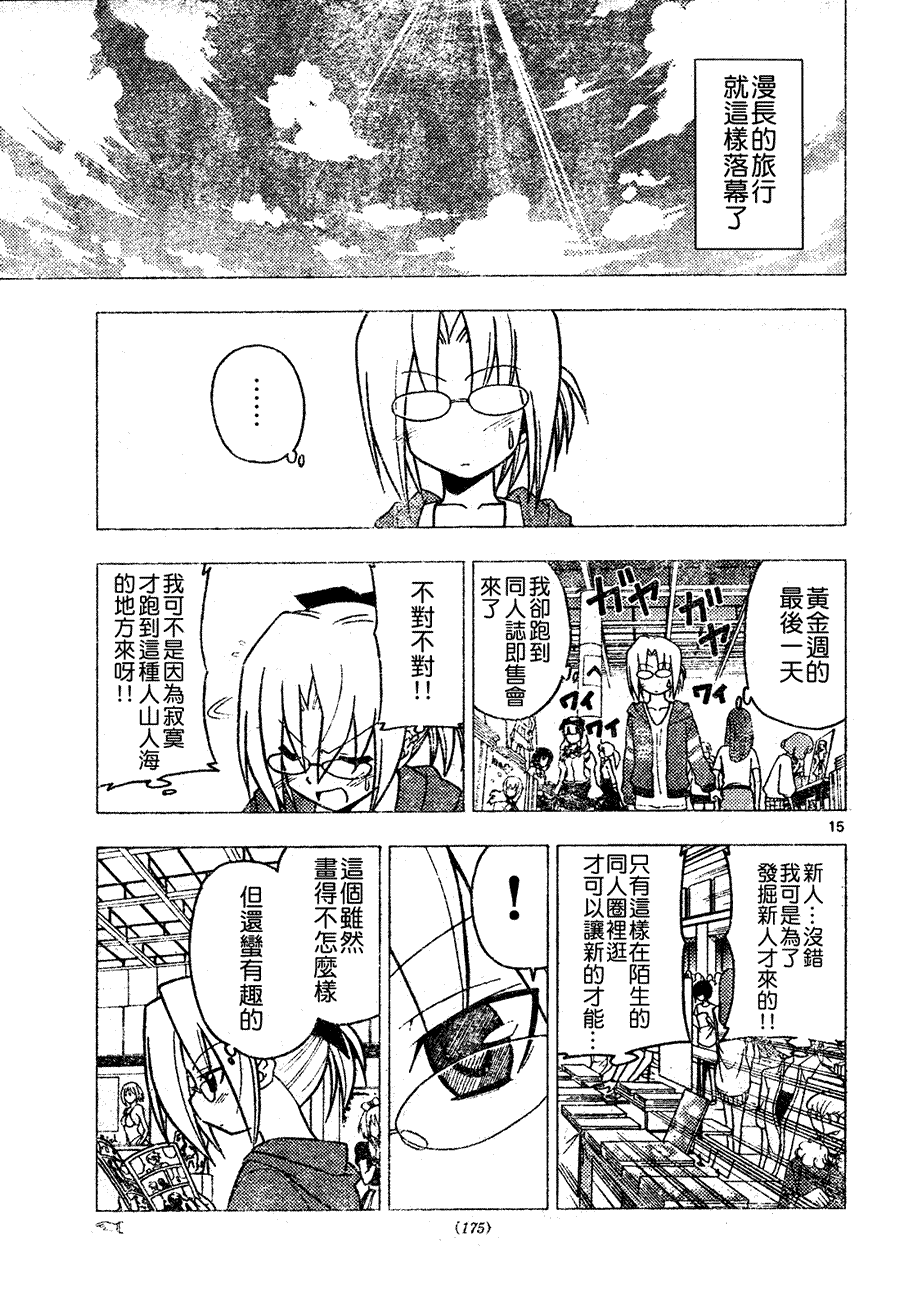 漫長的旅行
就這樣落幕了
……
黃金週的
最後一天
ガヤ
ガヤ
ワイ
ワイ
ワイ
我卻跑到
同人誌即售會
來了
不對不對!!
我可不是因為寂寞
才跑到這種人山人海
的地方來呀!!
15
新人…沒錯
我可是為了
發掘新人才來的!!
只有這樣在陌生的
同人圈裡逛
才可以讓新的才能…
!
這個雖然
畫得不怎麼樣
但還蠻有趣的
(175)